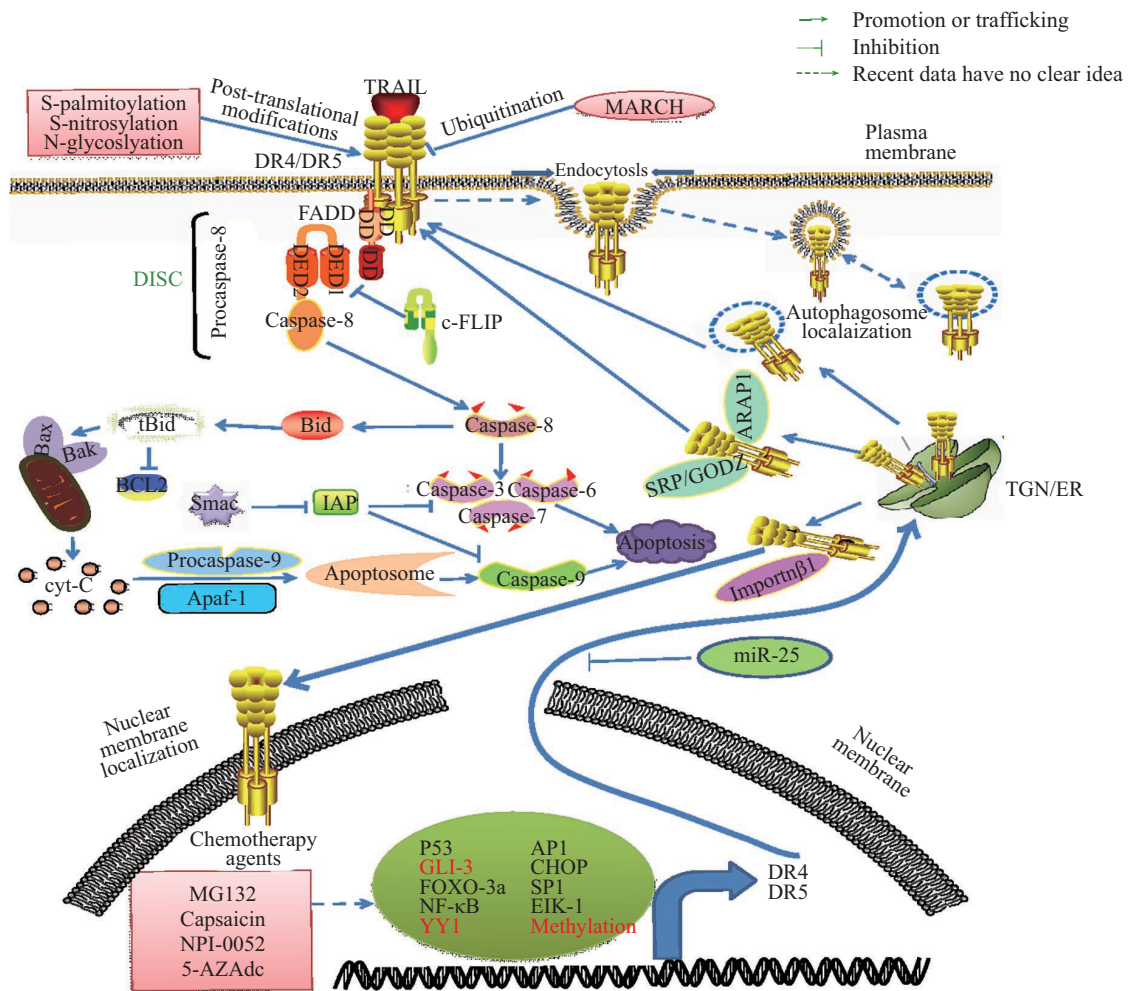 Promotion or trafficking
Inhibition
Recent data have no clear idea
S-palmitoylation
S-nitrosylation
N-glycoslyation
Post-translational
modifications
TRAIL
Ubiquitination
MARCH
Plasma
membrane
DR4/DR5
Endocytosls
FADD
DD
DD
DD
DED2
DED1
DISC
Procaspase-8
Caspase-8
c-FLIP
Autophagosome
localaization
ARAP1
SRP/GODZ
TGN/ER
Bax
Bak
tBid
Bid
Caspase-8
BCL2
Smac
IAP
Caspase-3
Caspase-6
Caspase-7
Apoptosis
cyt-C
Procaspase-9
Apaf-1
Apoptosome
Caspase-9
Importnβ1
miR-25
Nuclear
membrane
localization
Nuclear
membrane
Chemotherapy
agents
MG132
Capsaicin
NPI-0052
5-AZAdc
P53
GLI-3
FOXO-3a
NF-κB
YY1
AP1
CHOP
SP1
EIK-1
Methylation
DR4
DR5